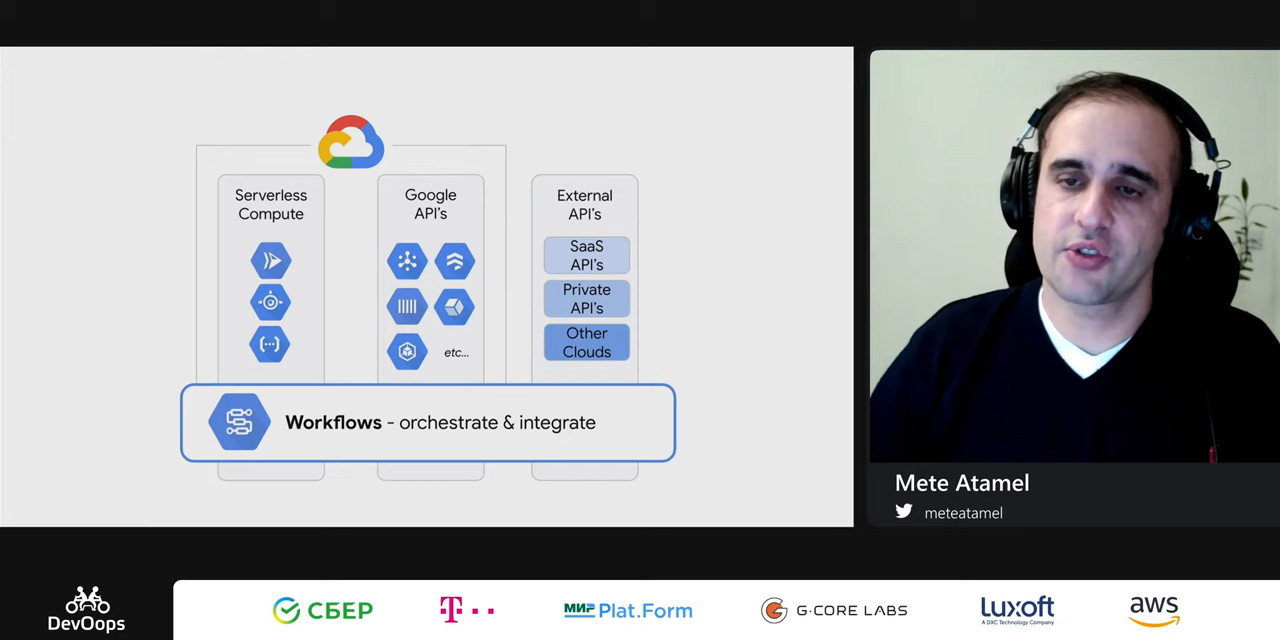 Serverless
Compute
Google
API's
External
API's
SaaS
API's
Private
API's
Other
Clouds
etc...
Workflows - orchestrate & integrate
Mete Atamel
meteatamel
DevOops
СБЕР
T
МИР Plat.Form
G·CORE LABS
luxoft
A DXC Technology Company
aws